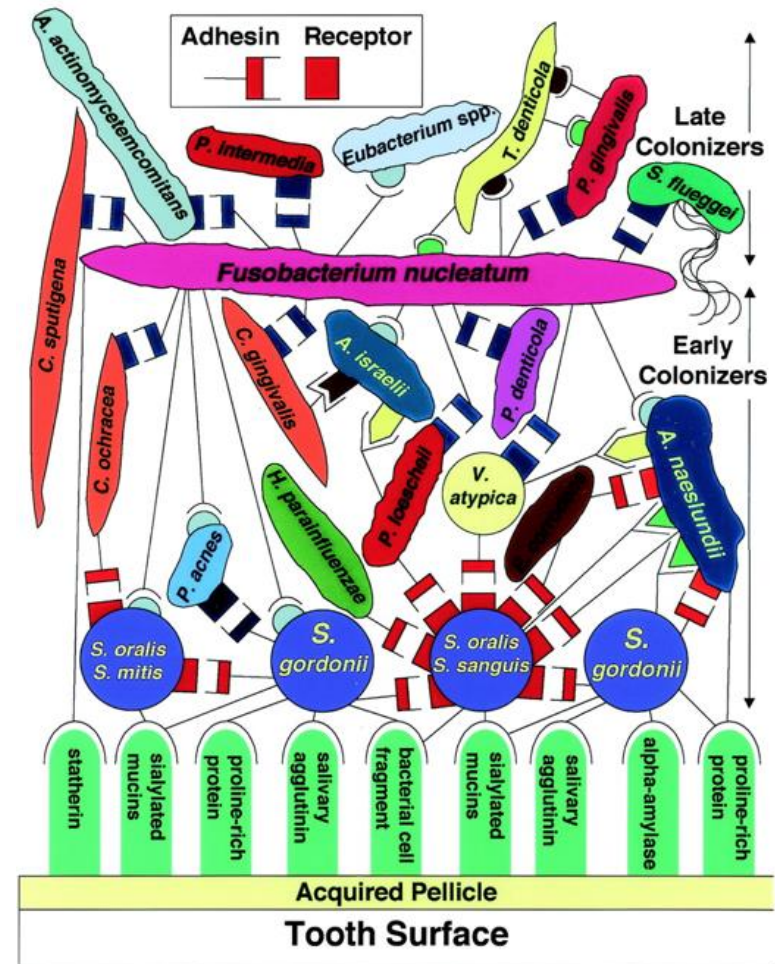 Adhesin Receptor
A. actinomycetemcomitans
P. intermedia
Eubacterium spp.
T. denticola
P. gingivalis
Late
Colonizers
S. flueggei
Fusobacterium nucleatum
C. sputigena
C. ochracea
C. gingivalis
A. israelii
P. denticola
Early
Colonizers
P. loescheii
V.
atypica
A. naeslundii
H. parainfluenzae
P. acnes
S. oralis
S. mitis
S.
gordonii
S. oralis
S. sanguis
S.
gordonii
statherin
sialylated
mucins
proline-rich
protein
salivary
agglutinin
bacterial cell
fragment
sialylated
mucins
salivary
agglutinin
alpha-amylase
proline-rich
protein
Acquired Pellicle
Tooth Surface